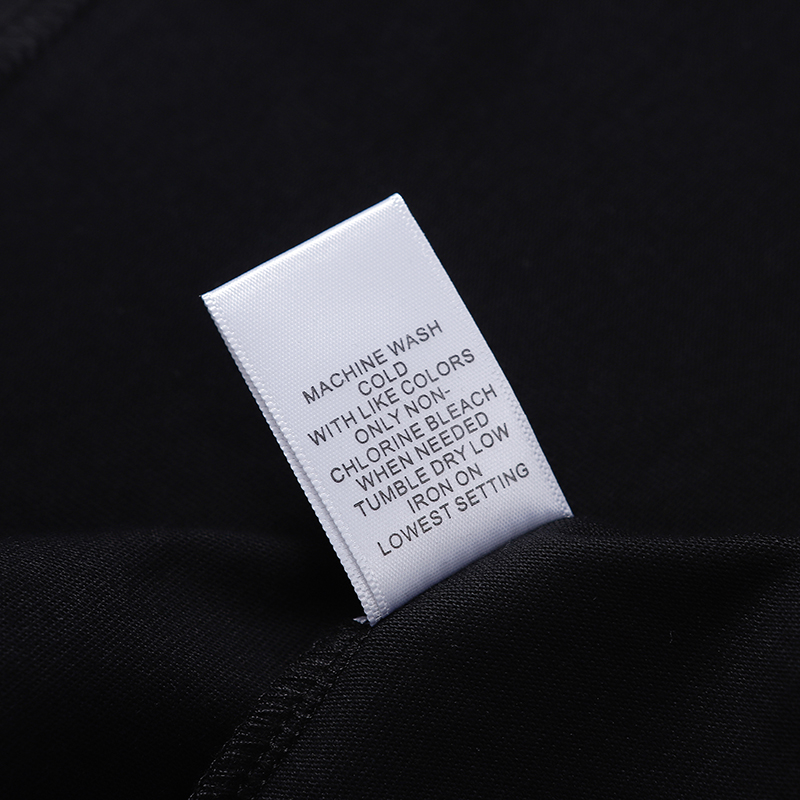 MACHINE WASH
COLD
WITH LIKE COLORS
ONLY NON-
CHLORINE BLEACH
WHEN NEEDED
TUMBLE DRY LOW
IRON ON
LOWEST SETTING